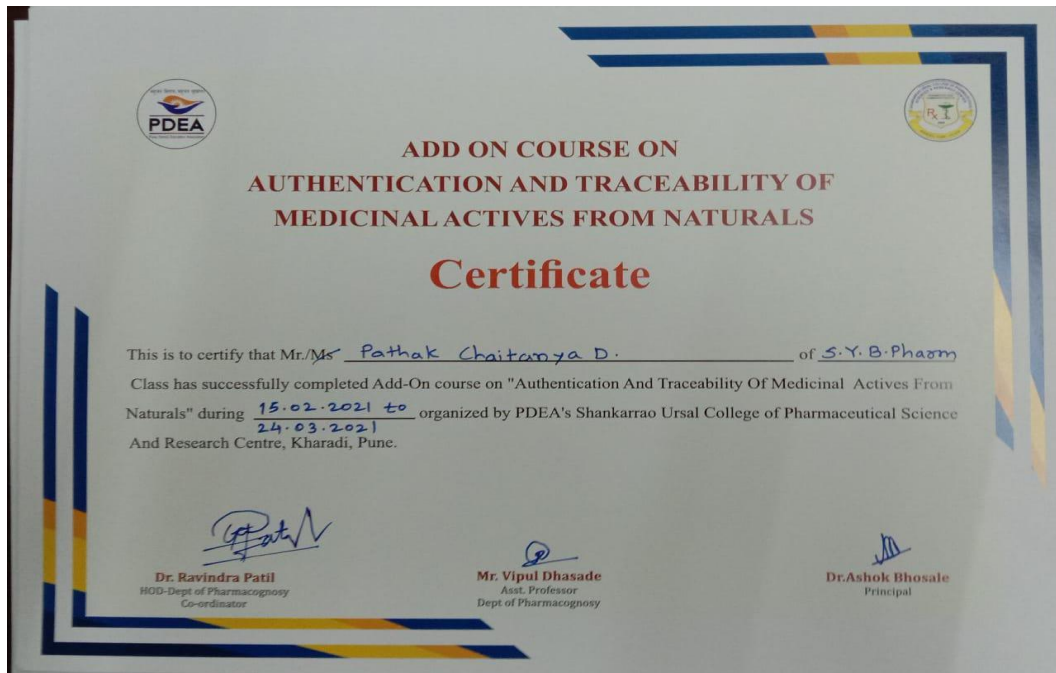 PDEA
Rx
ADD ON COURSE ON
AUTHENTICATION AND TRACEABILITY OF
MEDICINAL ACTIVES FROM NATURALS
Certificate
This is to certify that Mr./Ms Pathak Chaitanya D. of S.Y.B.Pharm
Class has successfully completed Add-On course on "Authentication And Traceability Of Medicinal Actives From
Naturals" during 15.02.2021 to 24.03.2021 organized by PDEA's Shankarrao Ursal College of Pharmaceutical Science
And Research Centre, Kharadi, Pune.
Dr. Ravindra Patil
HOD-Dept of Pharmacognosy
Co-ordinator
Mr. Vipul Dhasade
Asst. Professor
Dept of Pharmacognosy
Dr.Ashok Bhosale
Principal